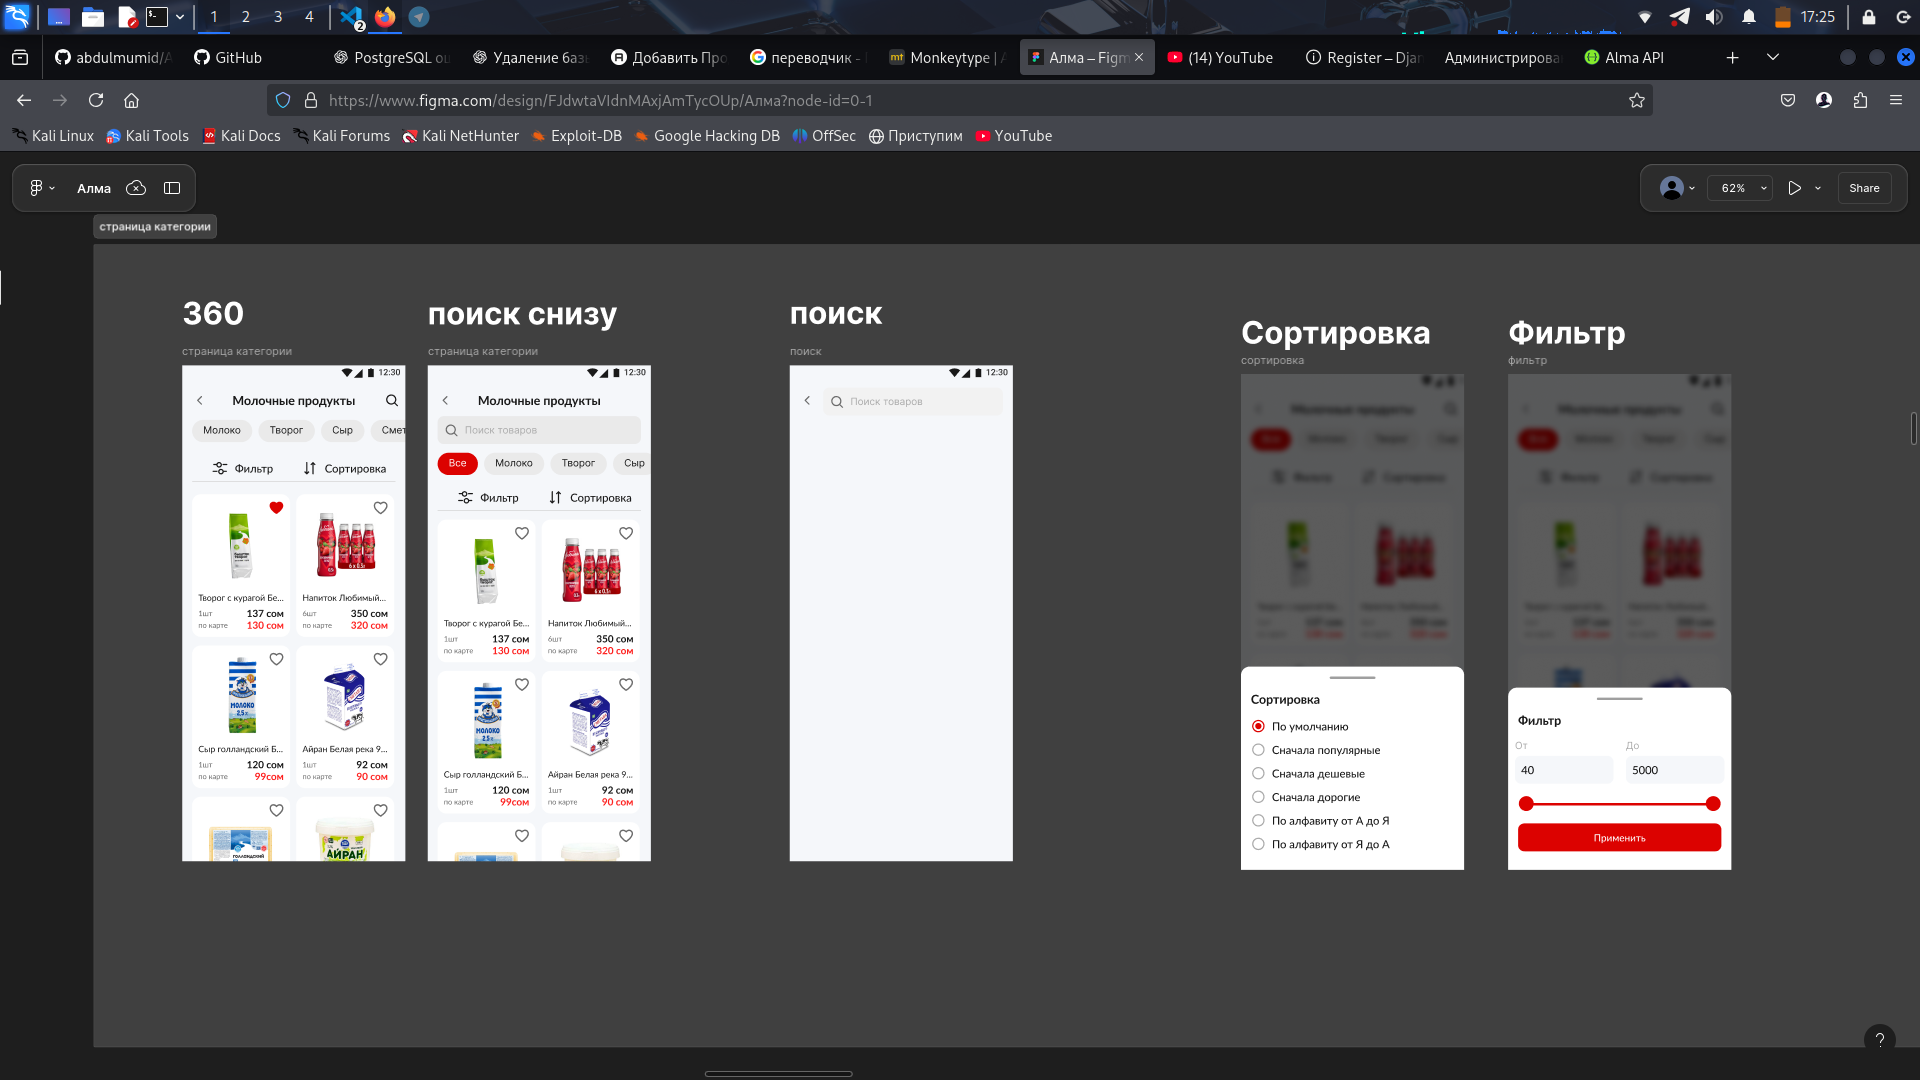 1
2
3
4
2
17:25
abdulmumid/A
GitHub
PostgreSQL ou
Удаление базы
Добавить Про
переводчик -
Monkeytype | A
Алма – Figm
(14) YouTube
Register – Djan
Администрирова
Alma API
https://www.figma.com/design/FJdwtaVIdnMAxjAmTycOUp/Алма?node-id=0-1
Kali Linux
Kali Tools
Kali Docs
Kali Forums
Kali NetHunter
Exploit-DB
Google Hacking DB
OffSec
Приступим
YouTube
Алма
62%
Share
страница категории
360
страница категории
12:30
Молочные продукты
Молоко
Творог
Сыр
Смет
Фильтр
Сортировка
Творог с курагой Бе...
1шт
137 сом
по карте
130 сом
Напиток Любимый...
6шт
350 сом
по карте
320 сом
Сыр голландский Б...
1шт
120 сом
по карте
99сом
Айран Белая река 9...
1шт
92 сом
по карте
90 сом
поиск снизу
страница категории
12:30
Молочные продукты
Поиск товаров
Все
Молоко
Творог
Сыр
Фильтр
Сортировка
Творог с курагой Бе...
1шт
137 сом
по карте
130 сом
Напиток Любимый...
6шт
350 сом
по карте
320 сом
Сыр голландский Б...
1шт
120 сом
по карте
99сом
Айран Белая река 9...
1шт
92 сом
по карте
90 сом
поиск
поиск
12:30
Поиск товаров
Сортировка
сортировка
Сортировка
По умолчанию
Сначала популярные
Сначала дешевые
Сначала дорогие
По алфавиту от А до Я
По алфавиту от Я до А
Фильтр
фильтр
Фильтр
От
До
40
5000
Применить
?